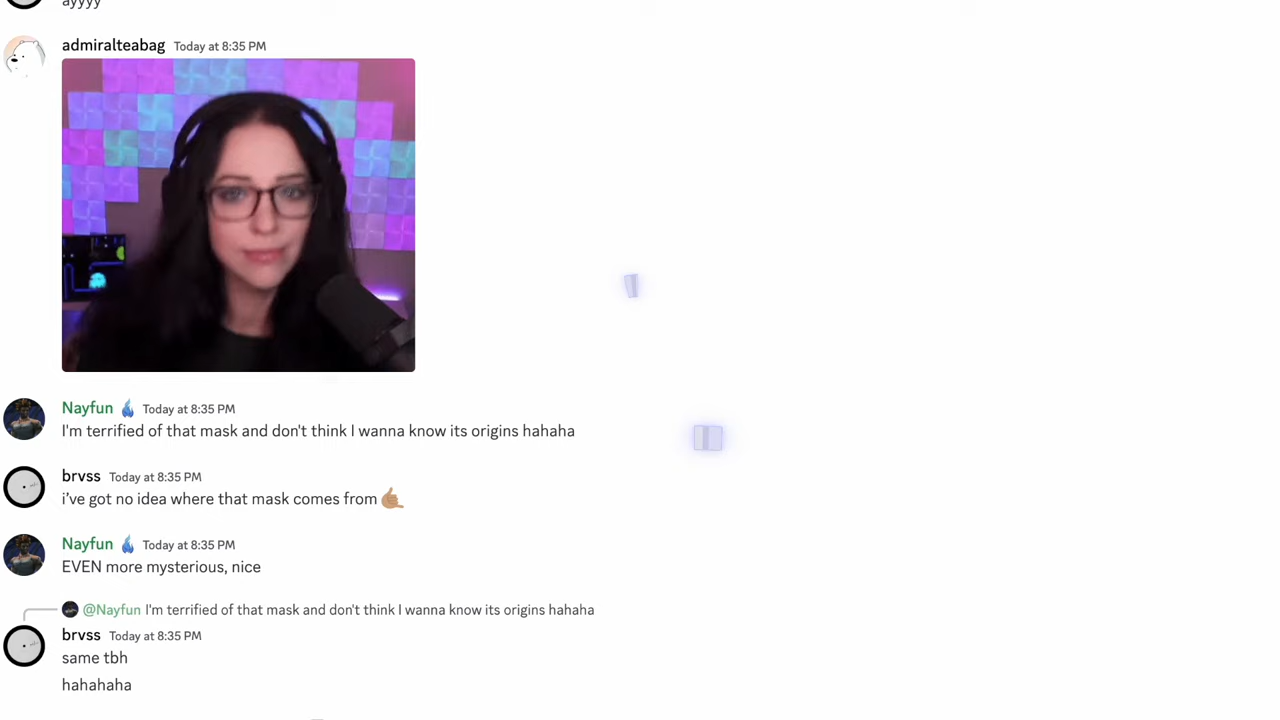 ayyyy
admiralteabag Today at 8:35 PM
Nayfun Today at 8:35 PM
I'm terrified of that mask and don't think I wanna know its origins hahaha
brvss Today at 8:35 PM
i've got no idea where that mask comes from 🤙🏽
Nayfun Today at 8:35 PM
EVEN more mysterious, nice
@Nayfun I'm terrified of that mask and don't think I wanna know its origins hahaha
brvss Today at 8:35 PM
same tbh
hahahaha